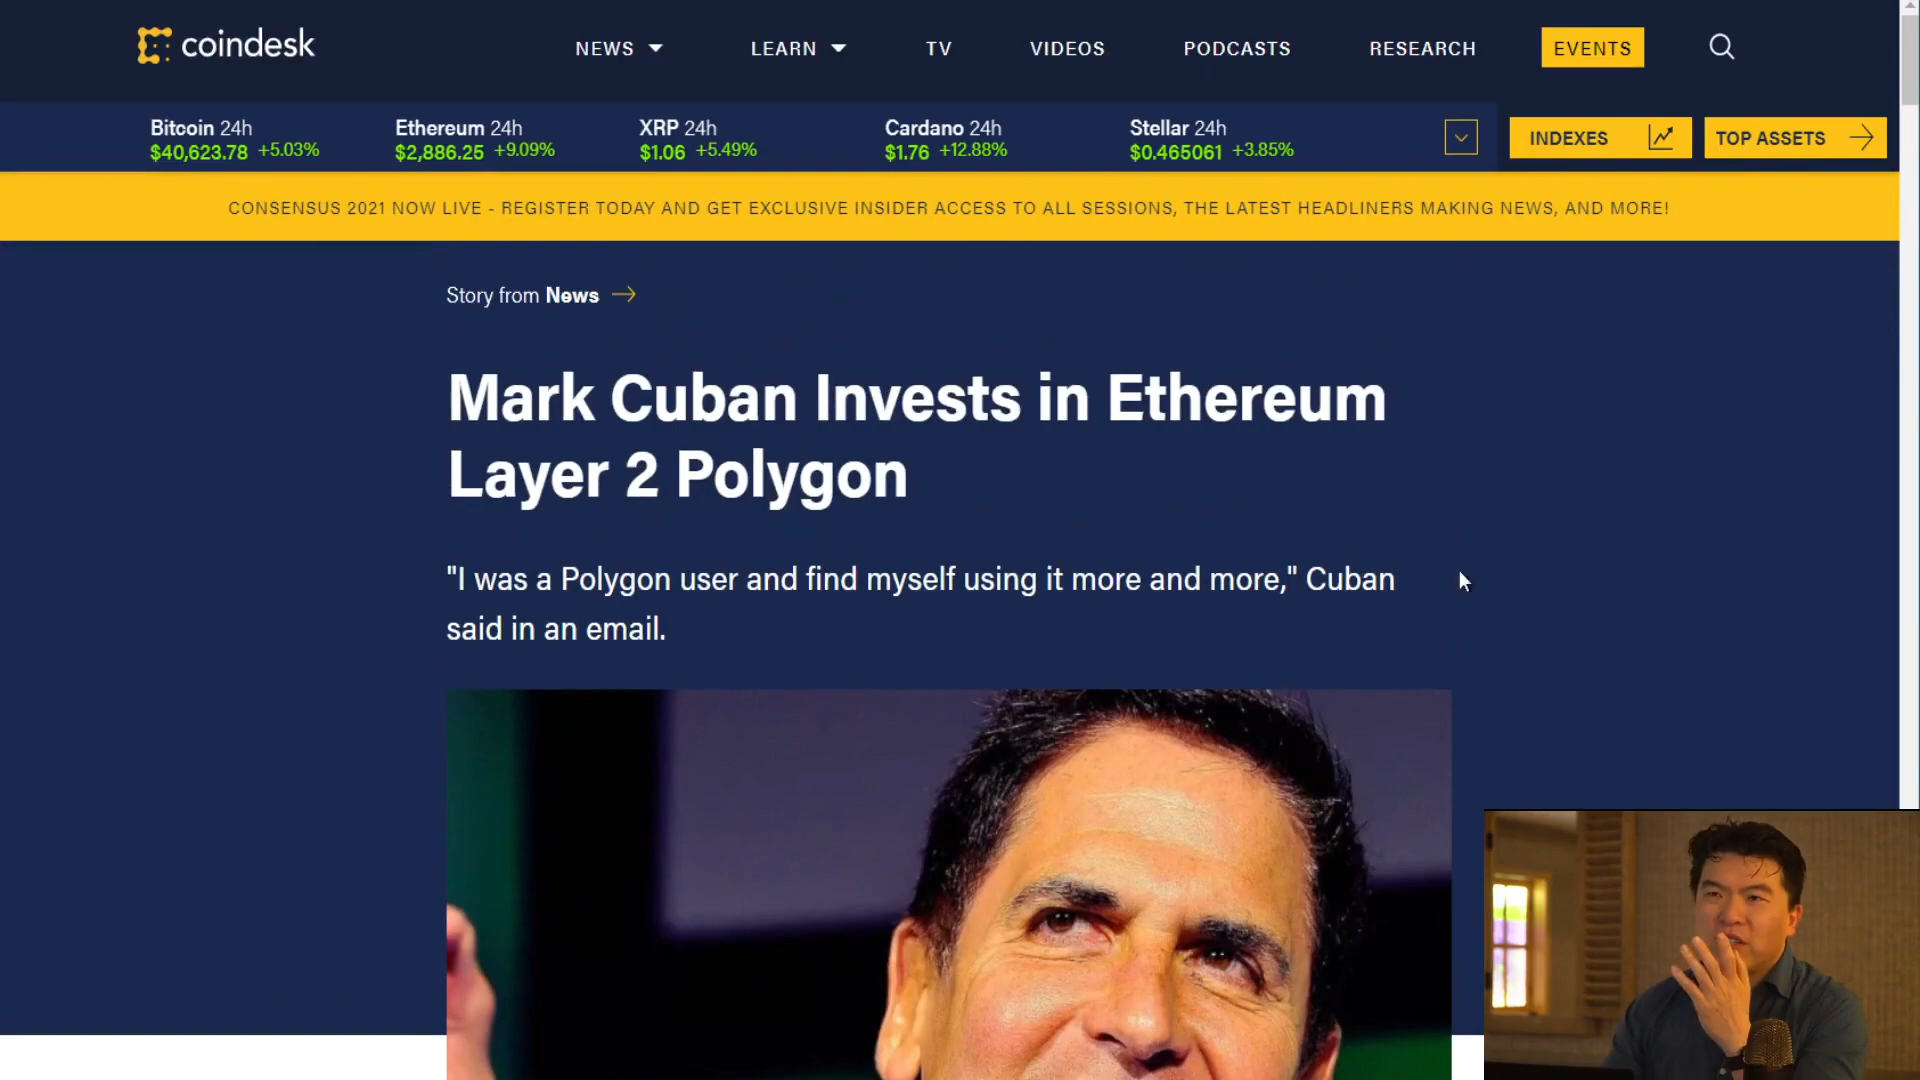 coindesk
NEWS LEARN TV VIDEOS PODCASTS RESEARCH EVENTS
Bitcoin 24h Ethereum 24h XRP 24h Cardano 24h Stellar 24h
$40,623.78 +5.03% $2,886.25 +9.09% $1.06 +5.49% $1.76 +12.88% $0.465061 +3.85%
INDEXES TOP ASSETS
CONSENSUS 2021 NOW LIVE - REGISTER TODAY AND GET EXCLUSIVE INSIDER ACCESS TO ALL SESSIONS, THE LATEST HEADLINERS MAKING NEWS, AND MORE!
Story from News
Mark Cuban Invests in Ethereum
Layer 2 Polygon
"I was a Polygon user and find myself using it more and more," Cuban
said in an email.